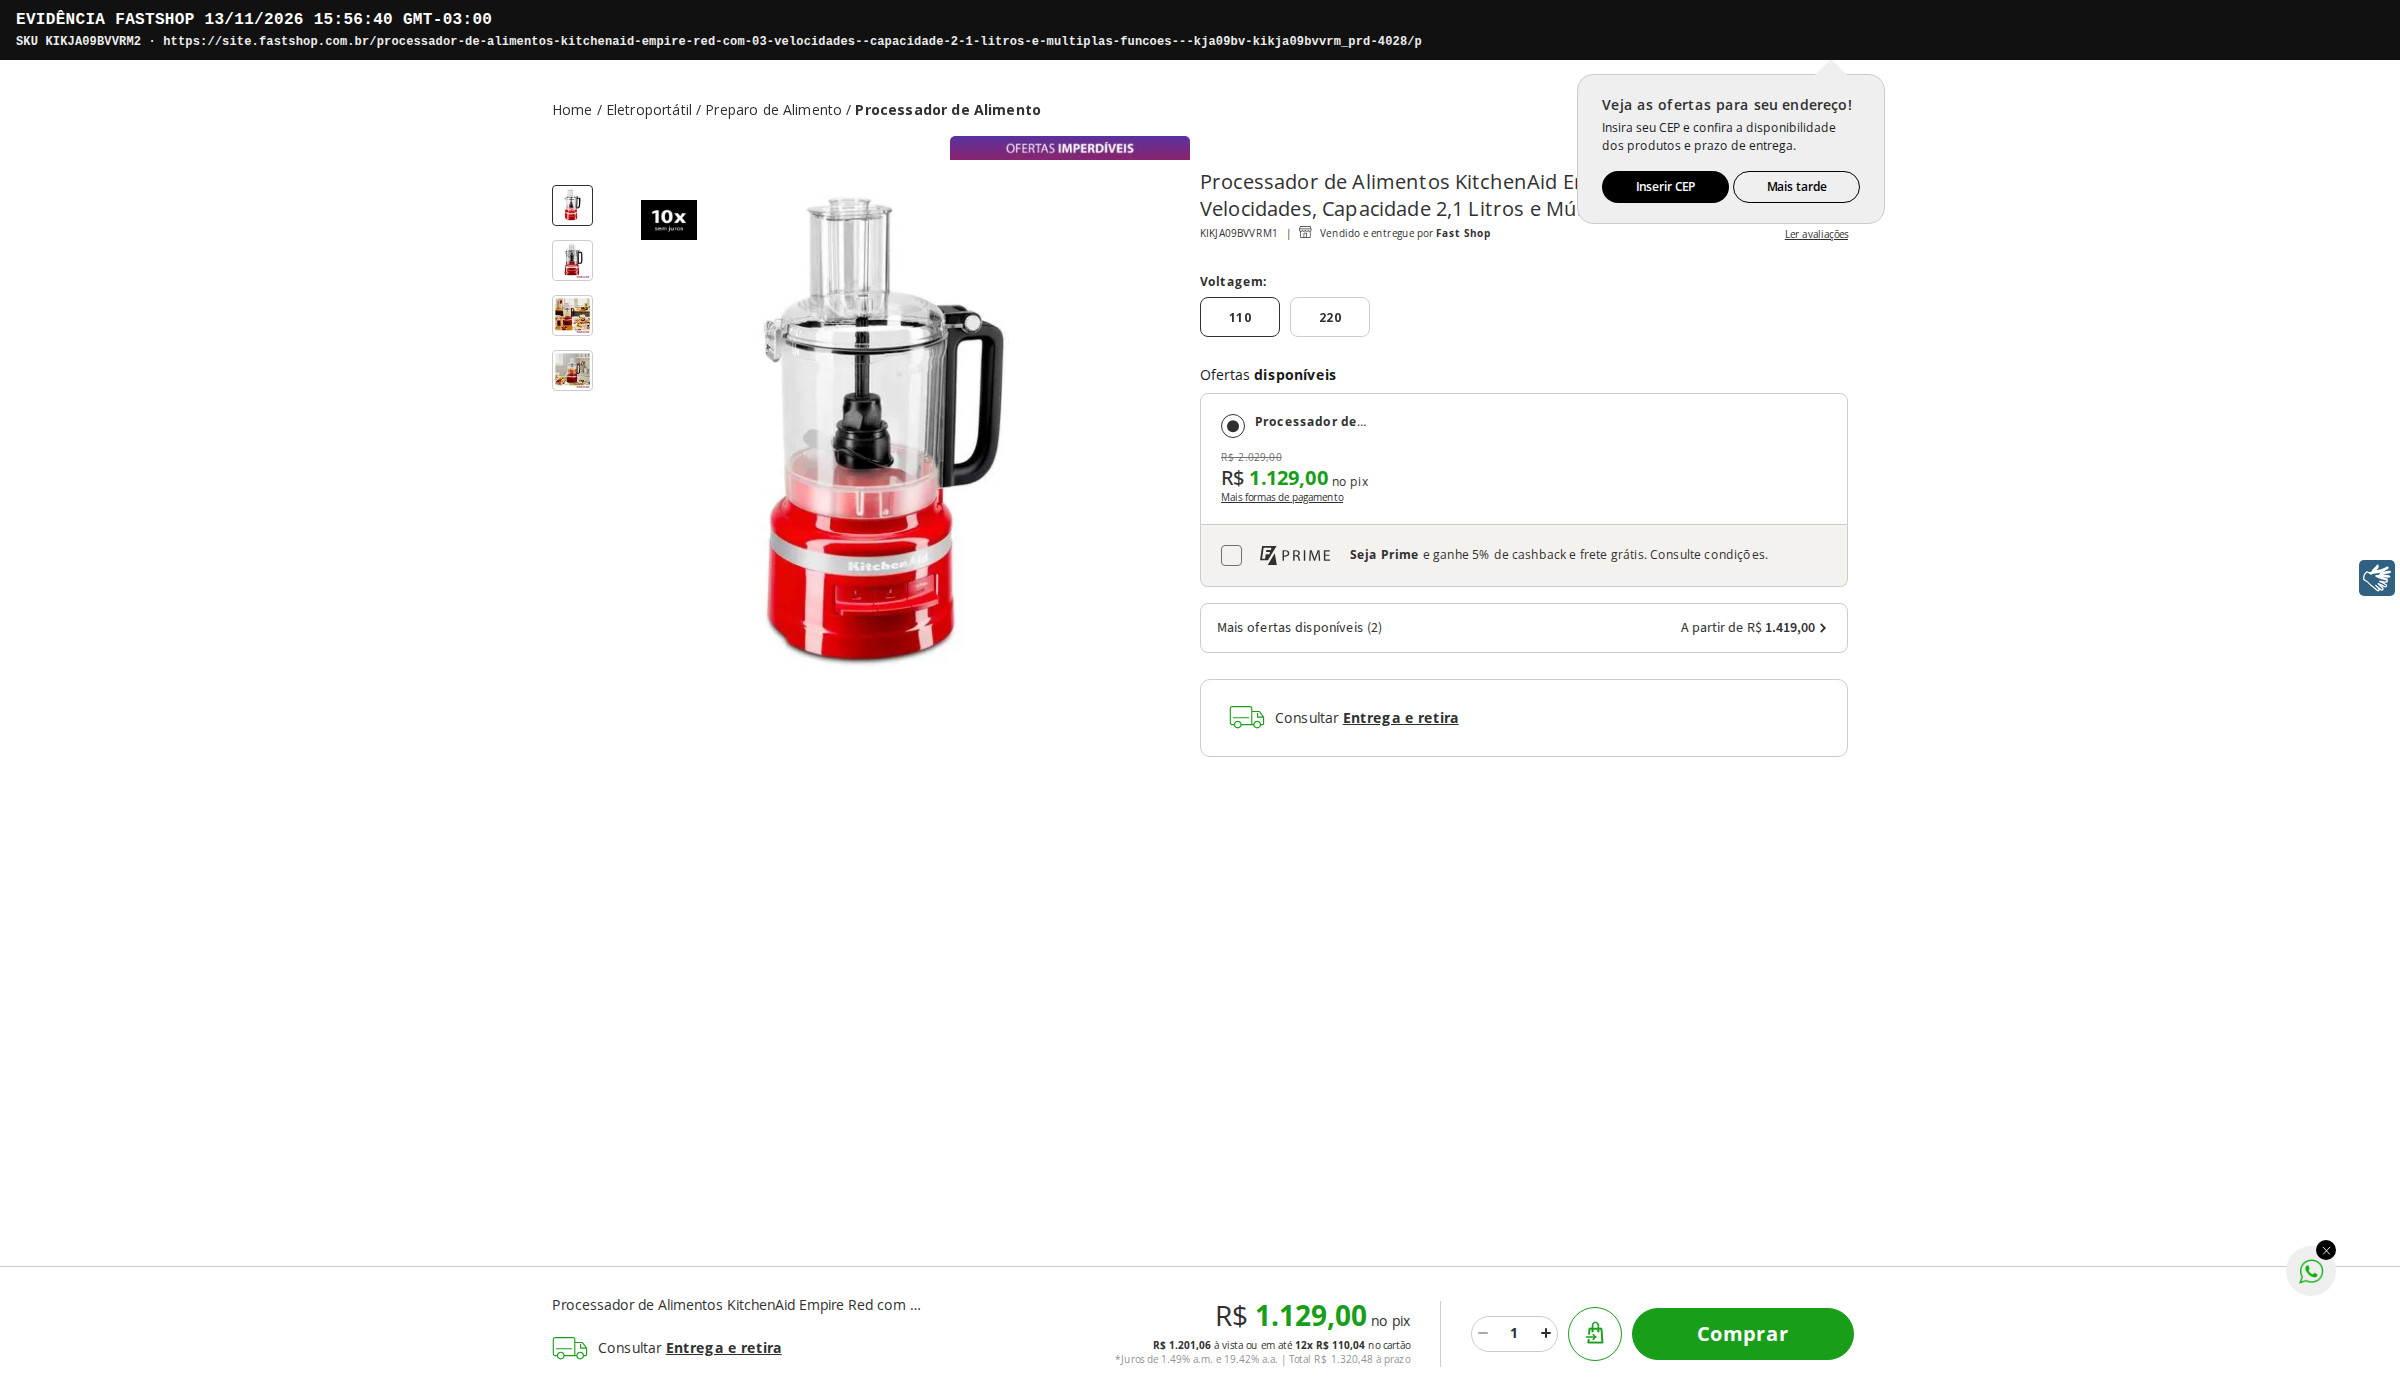 EVIDÊNCIA FASTSHOP 13/11/2026 15:56:40 GMT-03:00
SKU KIKJA09BVVRM2 · https://site.fastshop.com.br/processador-de-alimentos-kitchenaid-empire-red-com-03-velocidades--capacidade-2-1-litros-e-multiplas-funcoes---kja09bv-kikja09bvvrm_prd-4028/p
Home / Eletroportátil / Preparo de Alimento / Processador de Alimento
Veja as ofertas para seu endereço!
Insira seu CEP e confira a disponibilidade
dos produtos e prazo de entrega.
Inserir CEP
Mais tarde
OFERTAS IMPERDÍVEIS
10x
sem juros
KitchenAid
Processador de Alimentos KitchenAid
Velocidades, Capacidade 2,1 Litros e
KIKJA09BVVRM1 | Vendido e entregue por Fast Shop
Ler avaliações
Voltagem:
110
220
Ofertas disponíveis
Processador de...
R$ 2.029,00
R$ 1.129,00 no pix
Mais formas de pagamento
PRIME
Seja Prime e ganhe 5% de cashback e frete grátis. Consulte condições.
Mais ofertas disponíveis (2)
A partir de R$ 1.419,00
Consultar Entrega e retira
Processador de Alimentos KitchenAid Empire Red com ...
Consultar Entrega e retira
R$ 1.129,00 no pix
R$ 1.201,06 à vista ou em até 12x R$ 110,04 no cartão
*Juros de 1.49% a.m. e 19.42% a.a. | Total R$ 1.320,48 à prazo
− 1 +
Comprar